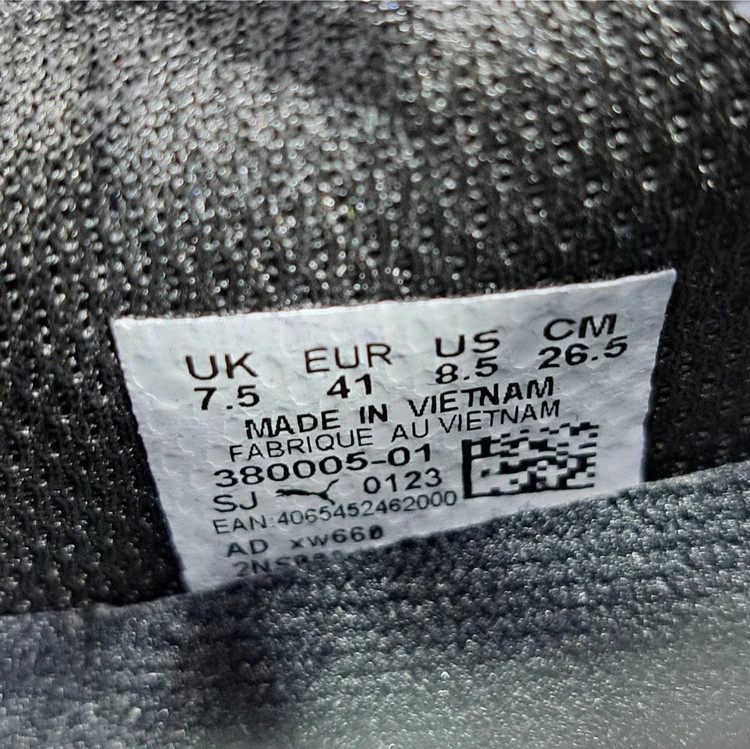 UK EUR US CM
7.5 41 8.5 26.5
MADE IN VIETNAM
FABRIQUE AU VIETNAM
380005-01
SJ 0123
EAN:4065452462000
AD xw660